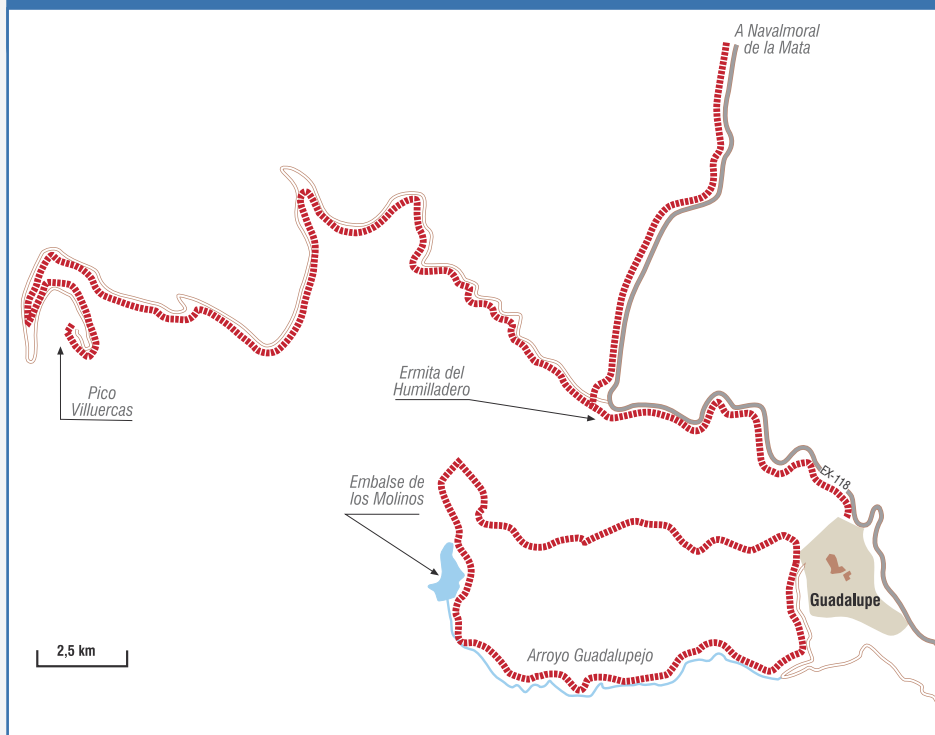 A Navalmoral
de la Mata
Pico
Villuercas
Ermita del
Humilladero
EX-118
Embalse de
los Molinos
Guadalupe
Arroyo Guadalupejo
2,5 km